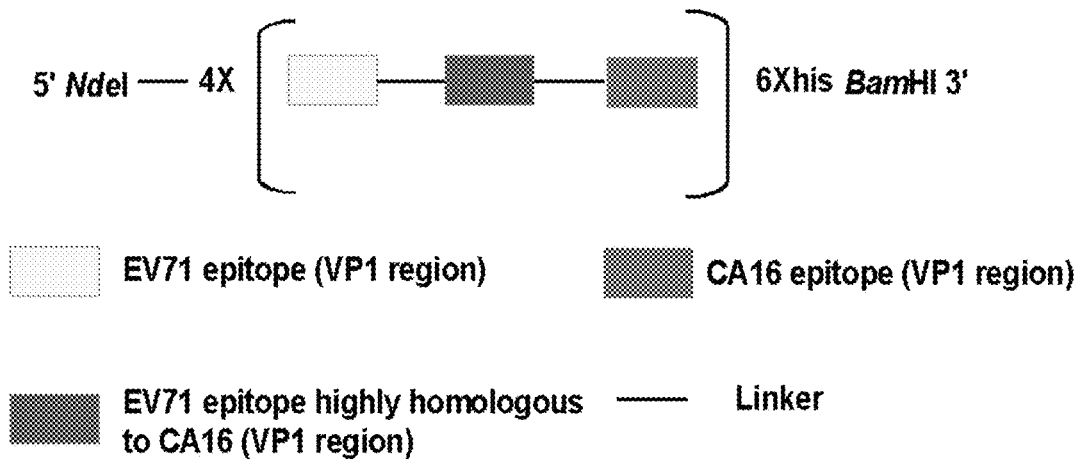 5' NdeI 4X 6Xhis BamHI 3'
EV71 epitope (VP1 region)
CA16 epitope (VP1 region)
EV71 epitope highly homologous
to CA16 (VP1 region)
Linker